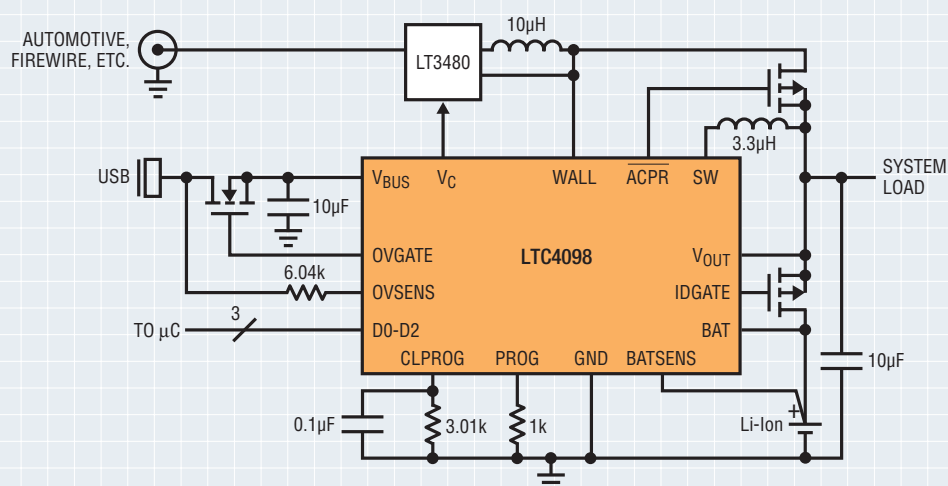 10µH
AUTOMOTIVE,
FIREWIRE, ETC.
LT3480
3.3µH
USB
VBUS
VC
WALL
ACPR
SW
SYSTEM
LOAD
10µF
OVGATE
LTC4098
VOUT
6.04k
OVSENS
IDGATE
TO µC
3
D0-D2
BAT
CLPROG
PROG
GND
BATSENS
10µF
0.1µF
3.01k
1k
Li-Ion
+